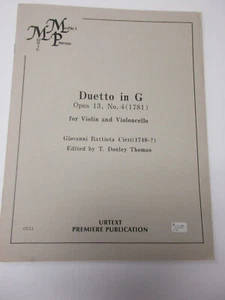 Duetto in G
Opus 13, No. 4(1781)
for Violin and Violoncello
Giovanni Battista Cirri(1740-?)
Edited by T. Donley Thomas
URTEXT
PREMIERE PUBLICATION